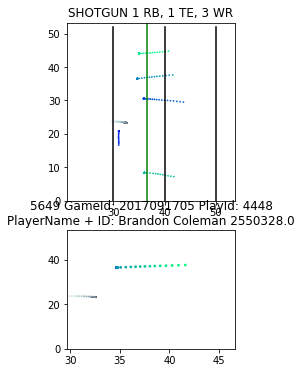 SHOTGUN 1 RB, 1 TE, 3 WR
50
40
30
20
10
0
30 40 50
5649 GameId: 2017091705 PlayId: 4448
PlayerName + ID: Brandon Coleman 2550328.0
40
20
0
30 35 40 45